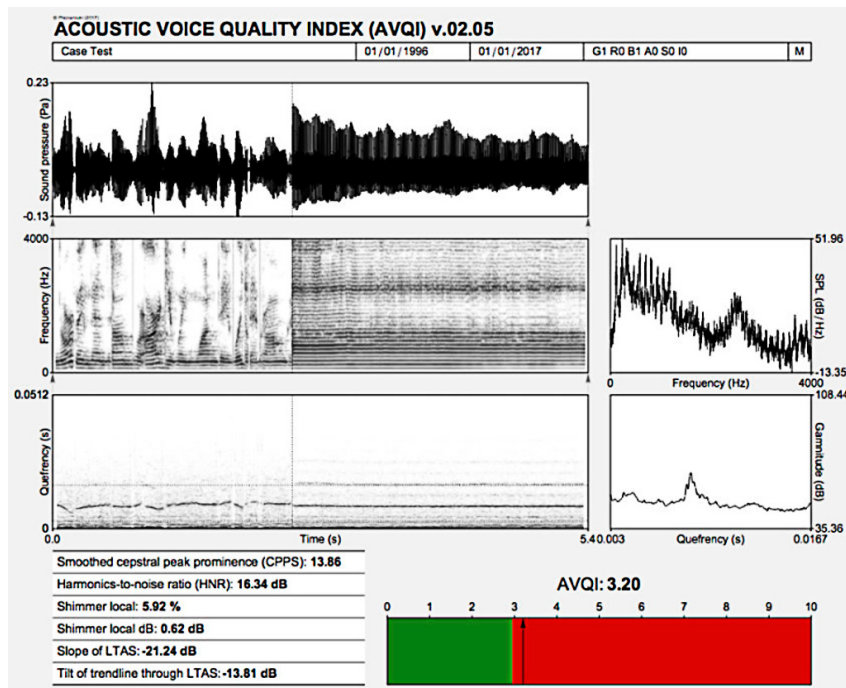 © Phonanium (2017)
ACOUSTIC VOICE QUALITY INDEX (AVQI) v.02.05
Case Test 01/01/1996 01/01/2017 G1 R0 B1 A0 S0 I0 M
0.23
Sound pressure (Pa)
-0.13
4000
Frequency (Hz)
0
51.96
SPL (dB/Hz)
-13.35
0 Frequency (Hz) 4000
0.0512
Quefrency (s)
0
0.0 Time (s) 5.4
108.44
Gamnitude (dB)
35.36
0.003 Quefrency (s) 0.0167
Smoothed cepstral peak prominence (CPPS): 13.86
Harmonics-to-noise ratio (HNR): 16.34 dB
Shimmer local: 5.92 %
Shimmer local dB: 0.62 dB
Slope of LTAS: -21.24 dB
Tilt of trendline through LTAS: -13.81 dB
AVQI: 3.20
0 1 2 3 4 5 6 7 8 9 10